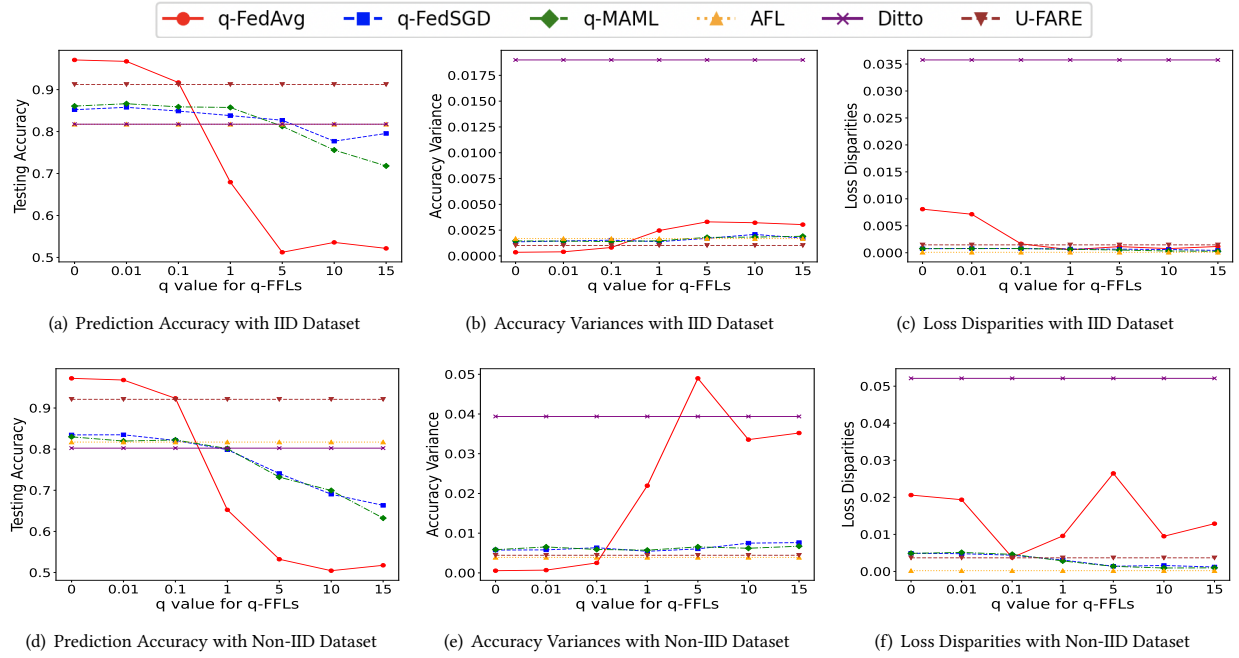 q-FedAvg q-FedSGD q-MAML AFL Ditto U-FARE
Testing Accuracy
0.9
0.8
0.7
0.6
0.5
0 0.01 0.1 1 5 10 15
q value for q-FFLs
(a) Prediction Accuracy with IID Dataset
Accuracy Variance
0.0175
0.0150
0.0125
0.0100
0.0075
0.0050
0.0025
0.0000
0 0.01 0.1 1 5 10 15
q value for q-FFLs
(b) Accuracy Variances with IID Dataset
Loss Disparities
0.035
0.030
0.025
0.020
0.015
0.010
0.005
0.000
0 0.01 0.1 1 5 10 15
q value for q-FFLs
(c) Loss Disparities with IID Dataset
Testing Accuracy
0.9
0.8
0.7
0.6
0.5
0 0.01 0.1 1 5 10 15
q value for q-FFLs
(d) Prediction Accuracy with Non-IID Dataset
Accuracy Variance
0.05
0.04
0.03
0.02
0.01
0.00
0 0.01 0.1 1 5 10 15
q value for q-FFLs
(e) Accuracy Variances with Non-IID Dataset
Loss Disparities
0.05
0.04
0.03
0.02
0.01
0.00
0 0.01 0.1 1 5 10 15
q value for q-FFLs
(f) Loss Disparities with Non-IID Dataset